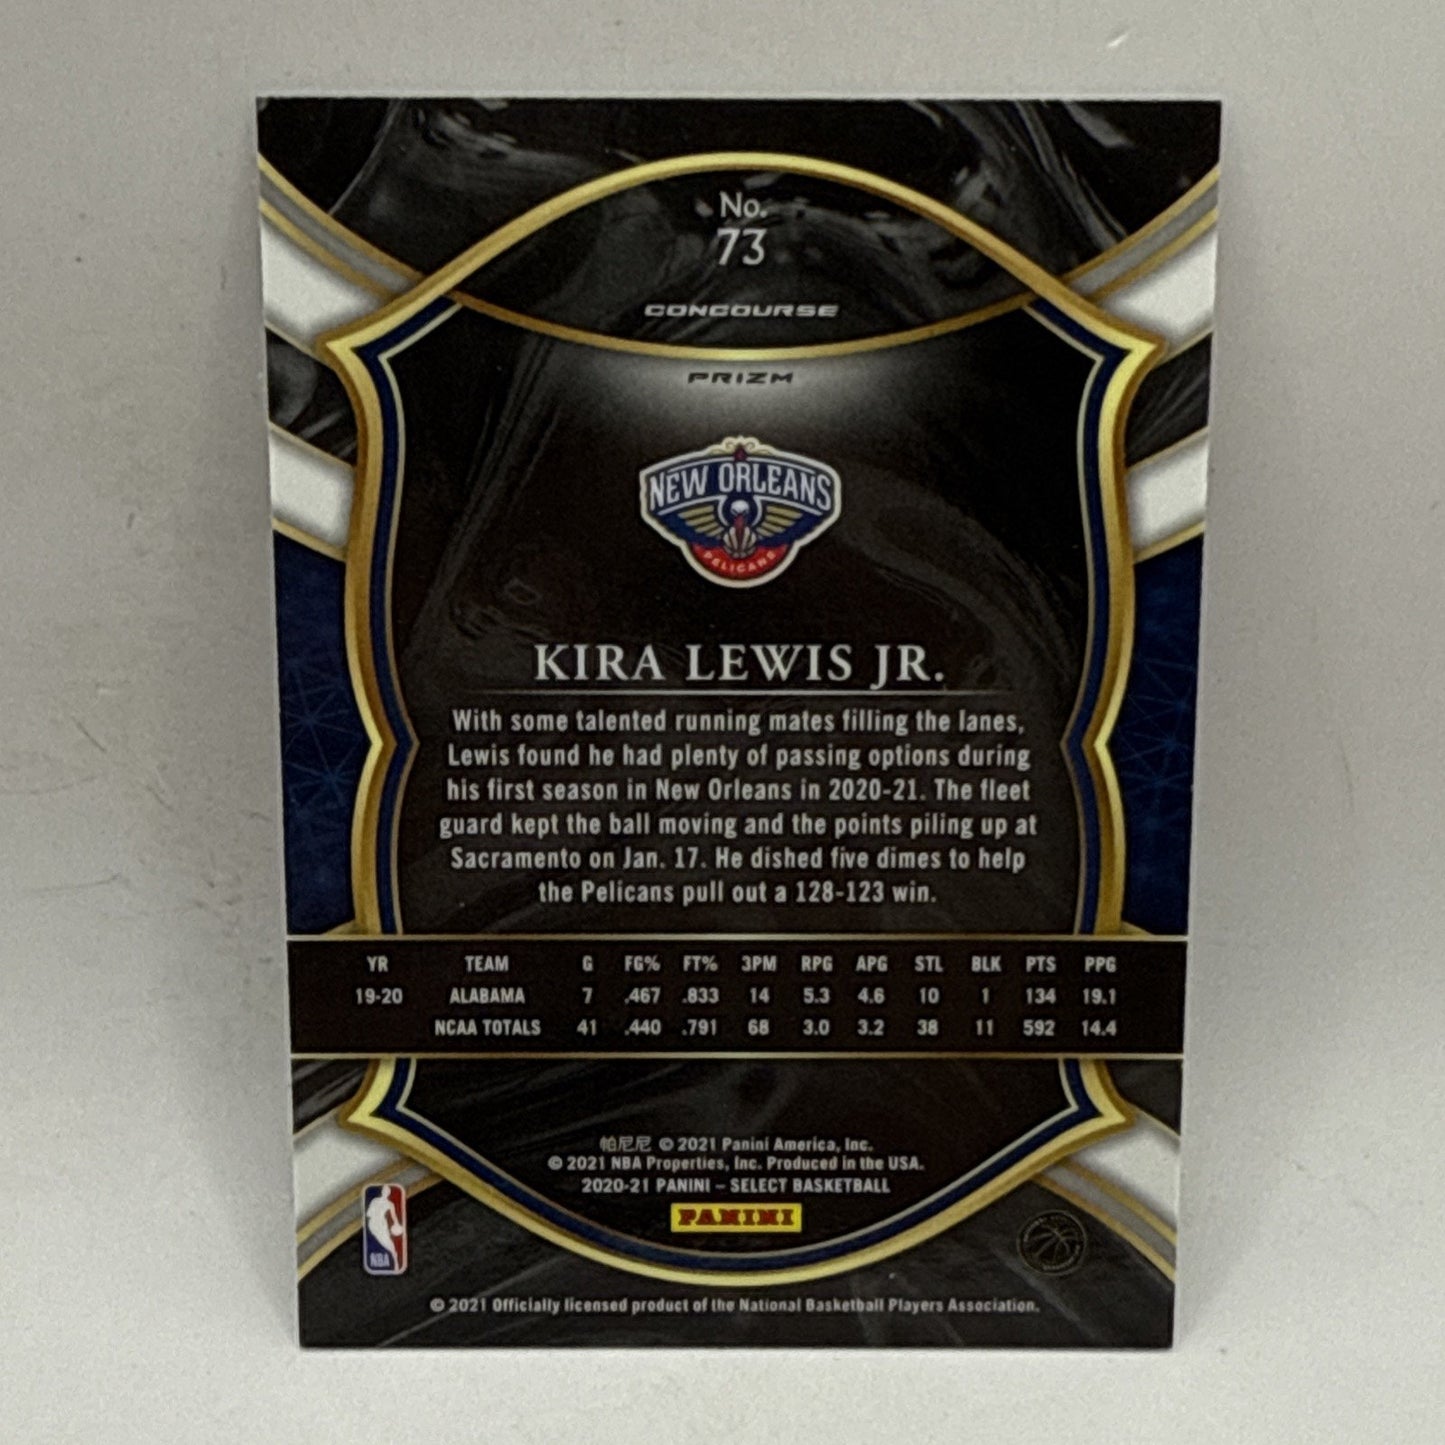 No.
73
CONCOURSE
PRIZM
NEW ORLEANS
PELICANS
KIRA LEWIS JR.
With some talented running mates filling the lanes,
Lewis found he had plenty of passing options during
his first season in New Orleans in 2020-21. The fleet
guard kept the ball moving and the points piling up at
Sacramento on Jan. 17. He dished five dimes to help
the Pelicans pull out a 128-123 win.
YR TEAM G FG% FT% 3PM RPG APG STL BLK PTS PPG
19-20 ALABAMA 7 .467 .833 14 5.3 4.6 10 1 134 19.1
NCAA TOTALS 41 .440 .791 68 3.0 3.2 38 11 592 14.4
帕尼尼 © 2021 Panini America, Inc.
© 2021 NBA Properties, Inc. Produced in the USA.
2020-21 PANINI – SELECT BASKETBALL
PANINI
NBA
© 2021 Officially licensed product of the National Basketball Players Association.